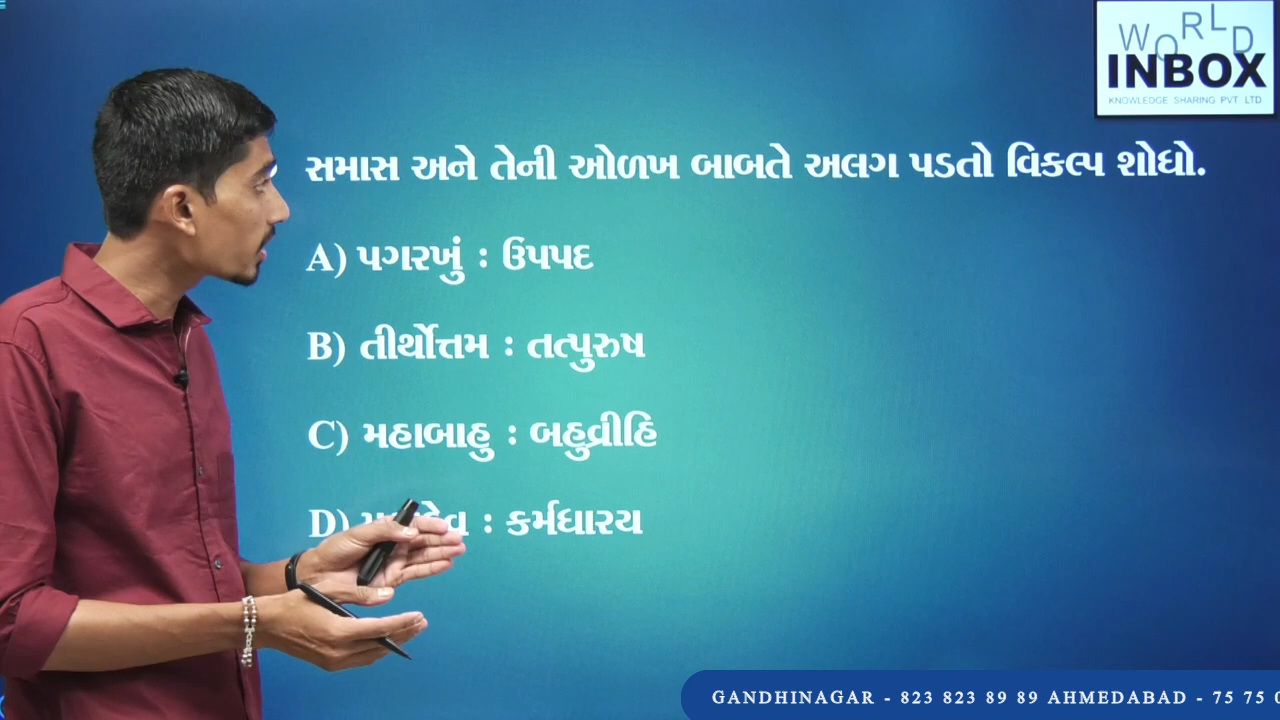 WORLD
INBOX
KNOWLEDGE SHARING PVT LTD
સમાસ અને તેની ઓળખ બાબતે અલગ પડતો વિકલ્પ શોધો.
A) પગરખું : ઉપપદ
B) તીર્થોત્તમ : તત્પુરુષ
C) મહાબાહુ : બહુવ્રીહિ
D) : કર્મધારય
GANDHINAGAR - 823 823 89 89 AHMEDABAD - 75 75